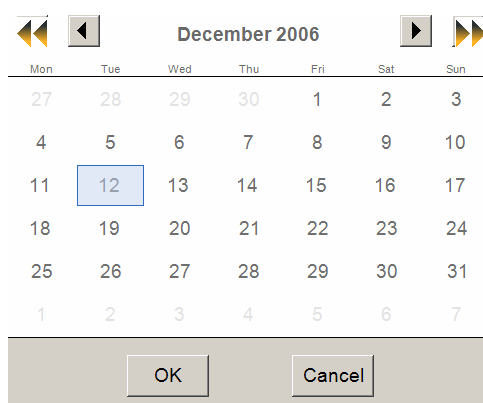 December 2006
Mon Tue Wed Thu Fri Sat Sun
27 28 29 30 1 2 3
4 5 6 7 8 9 10
11 12 13 14 15 16 17
18 19 20 21 22 23 24
25 26 27 28 29 30 31
1 2 3 4 5 6 7
OK Cancel